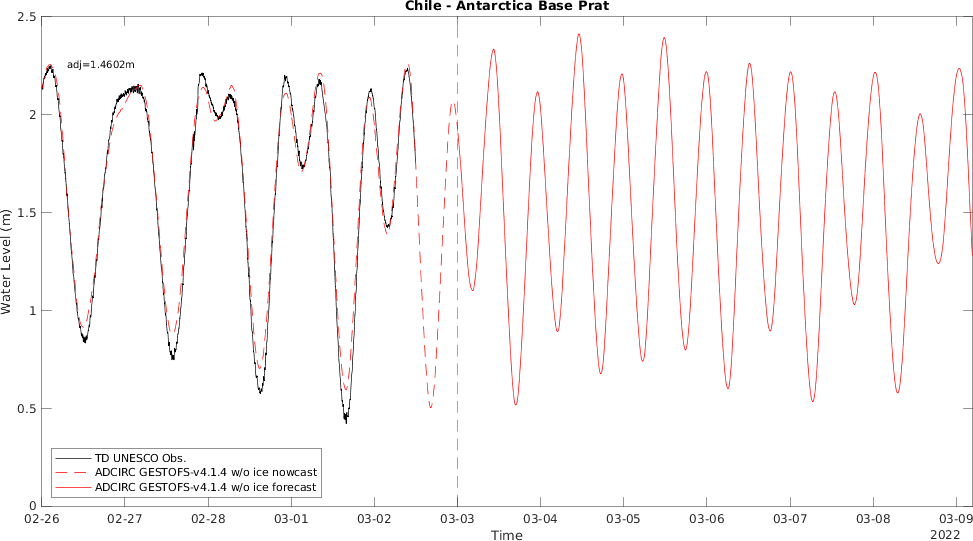 Chile - Antarctica Base Prat
2.5
adj=1.4602m
2
1.5
Water Level (m)
1
0.5
TD UNESCO Obs.
ADCIRC GESTOFS-v4.1.4 w/o ice nowcast
ADCIRC GESTOFS-v4.1.4 w/o ice forecast
0
02-26 02-27 02-28 03-01 03-02 03-03 03-04 03-05 03-06 03-07 03-08 03-09
Time
2022